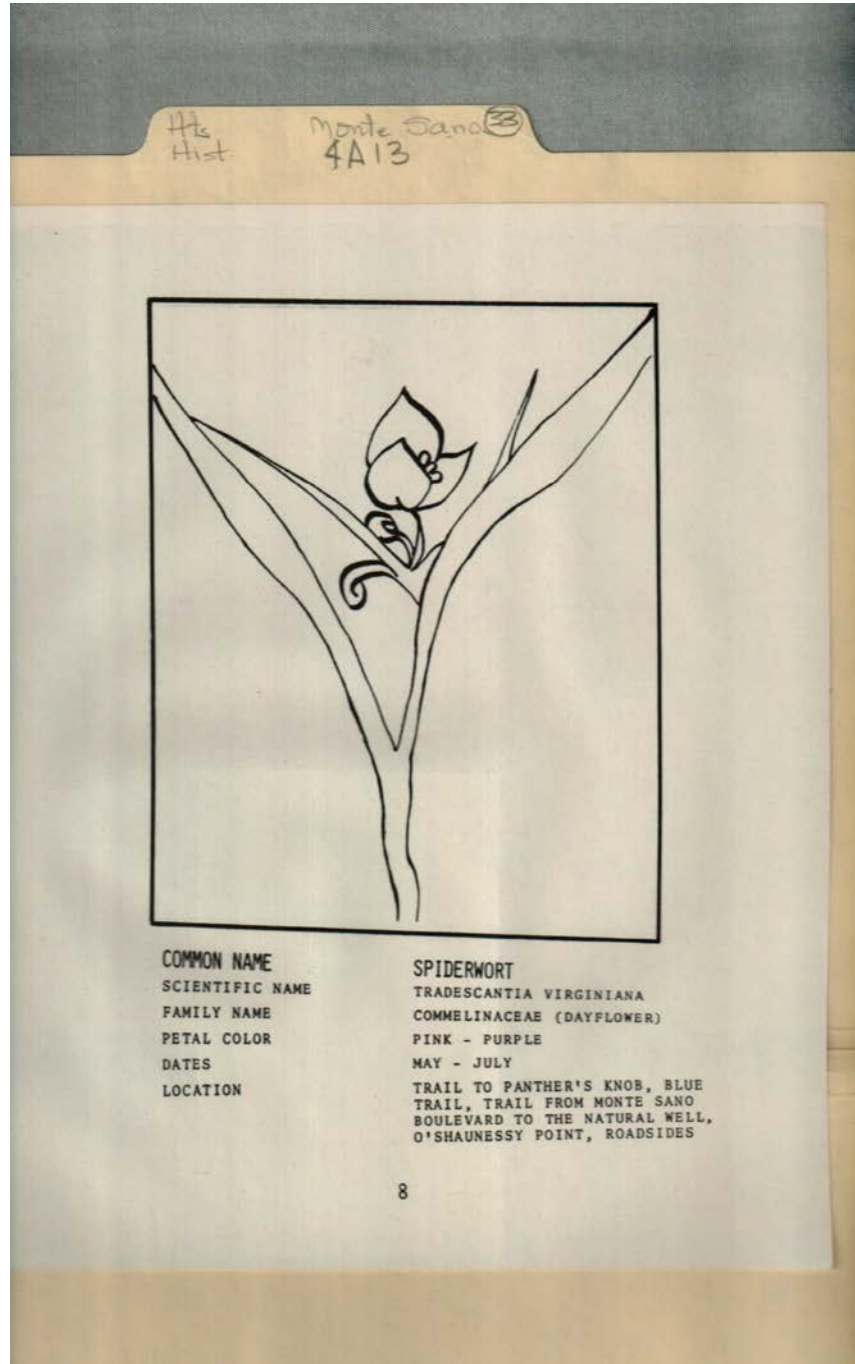 Hts Monte Sano 33
Hist. 4A13
COMMON NAME SPIDERWORT
SCIENTIFIC NAME TRADESCANTIA VIRGINIANA
FAMILY NAME COMMELINACEAE (DAYFLOWER)
PETAL COLOR PINK - PURPLE
DATES MAY - JULY
LOCATION TRAIL TO PANTHER'S KNOB, BLUE
TRAIL, TRAIL FROM MONTE SANO
BOULEVARD TO THE NATURAL WELL,
O'SHAUNESSY POINT, ROADSIDES
8